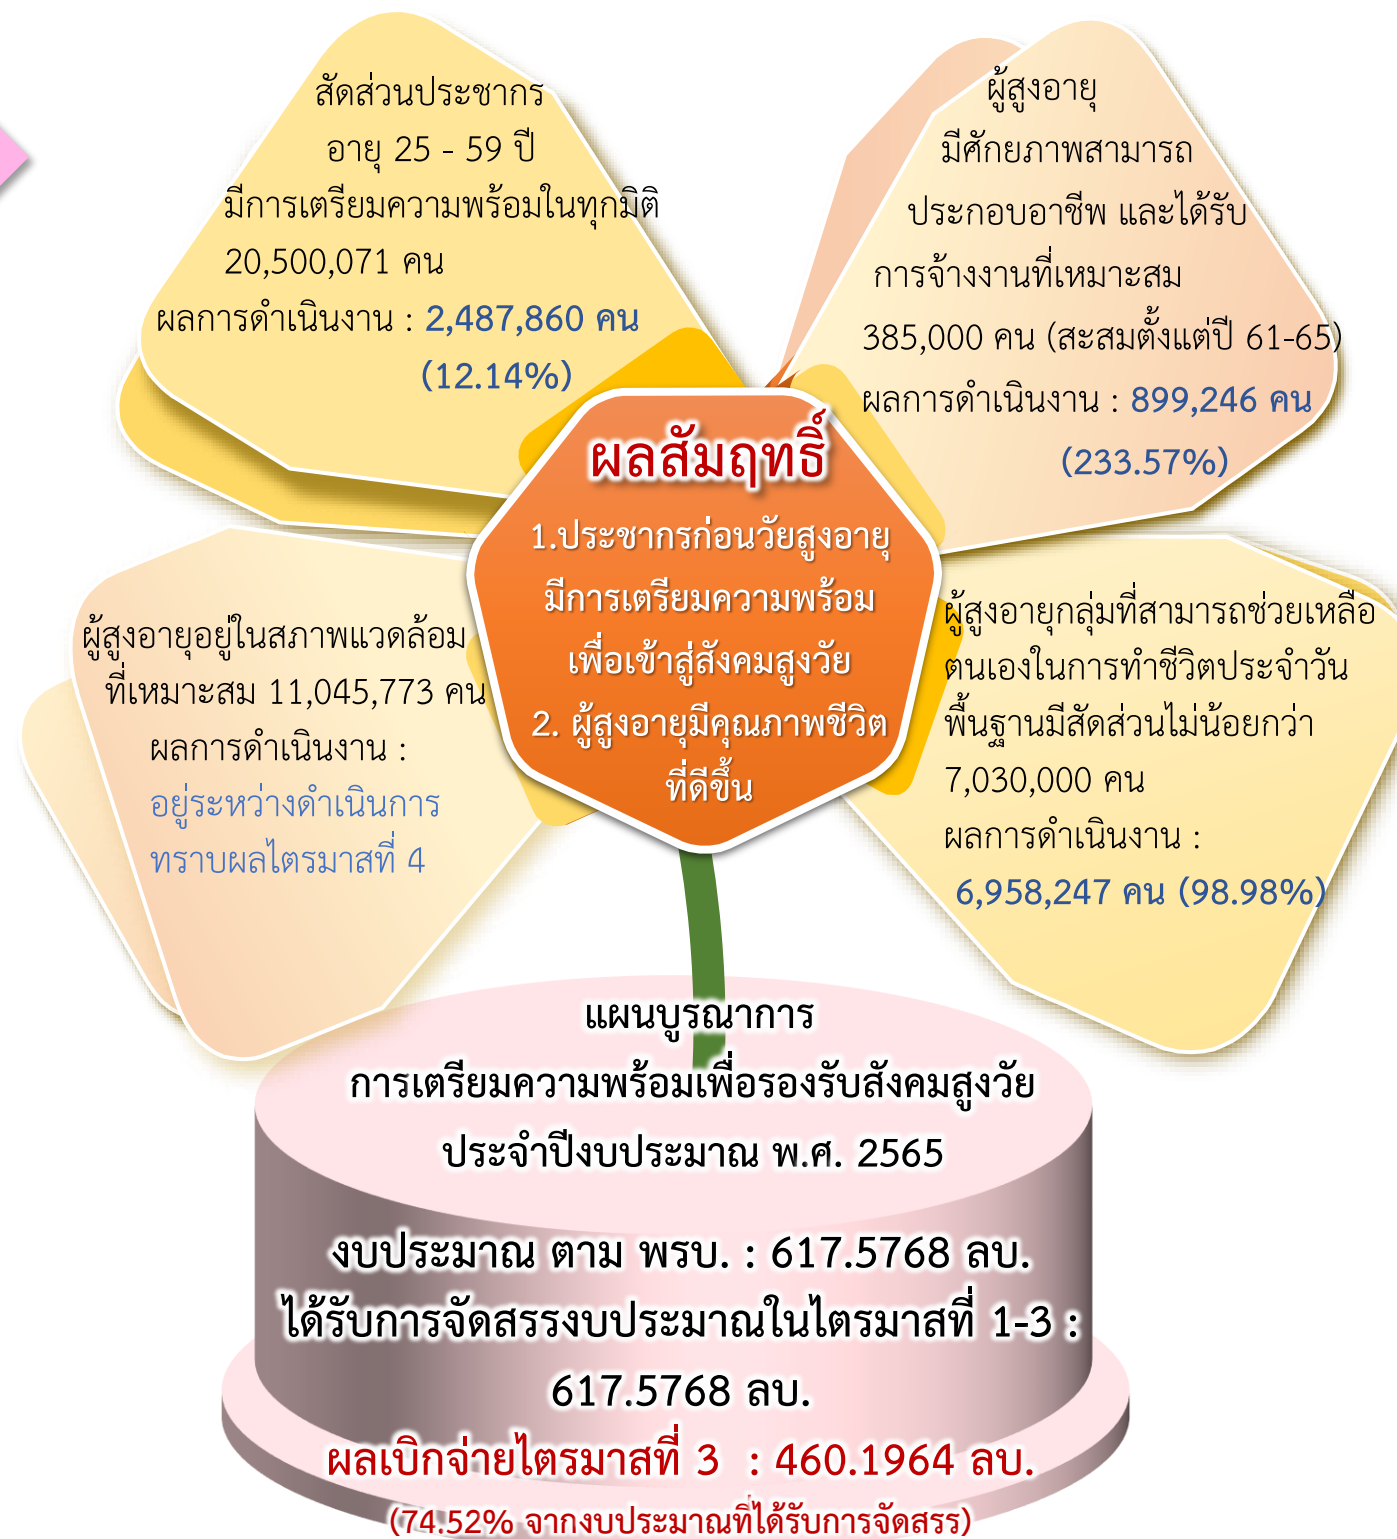 สัดส่วนประชากร
อายุ 25 - 59 ปี
มีการเตรียมความพร้อมในทุกมิติ
20,500,071 คน
ผลการดำเนินงาน : 2,487,860 คน
(12.14%)
ผู้สูงอายุ
มีศักยภาพสามารถ
ประกอบอาชีพ และได้รับ
การจ้างงานที่เหมาะสม
385,000 คน (สะสมตั้งแต่ปี 61-65)
ผลการดำเนินงาน : 899,246 คน
(233.57%)
ผลสัมฤทธิ์
1.ประชากรก่อนวัยสูงอายุ
มีการเตรียมความพร้อม
เพื่อเข้าสู่สังคมสูงวัย
2. ผู้สูงอายุมีคุณภาพชีวิต
ที่ดีขึ้น
ผู้สูงอายุอยู่ในสภาพแวดล้อม
ที่เหมาะสม 11,045,773 คน
ผลการดำเนินงาน :
อยู่ระหว่างดำเนินการ
ทราบผลไตรมาสที่ 4
ผู้สูงอายุกลุ่มที่สามารถช่วยเหลือ
ตนเองในการทำชีวิตประจำวัน
พื้นฐานมีสัดส่วนไม่น้อยกว่า
7,030,000 คน
ผลการดำเนินงาน :
6,958,247 คน (98.98%)
แผนบูรณาการ
การเตรียมความพร้อมเพื่อรองรับสังคมสูงวัย
ประจำปีงบประมาณ พ.ศ. 2565
งบประมาณ ตาม พรบ. : 617.5768 ลบ.
ได้รับการจัดสรรงบประมาณในไตรมาสที่ 1-3 :
617.5768 ลบ.
ผลเบิกจ่ายไตรมาสที่ 3 : 460.1964 ลบ.
(74.52% จากงบประมาณที่ได้รับการจัดสรร)